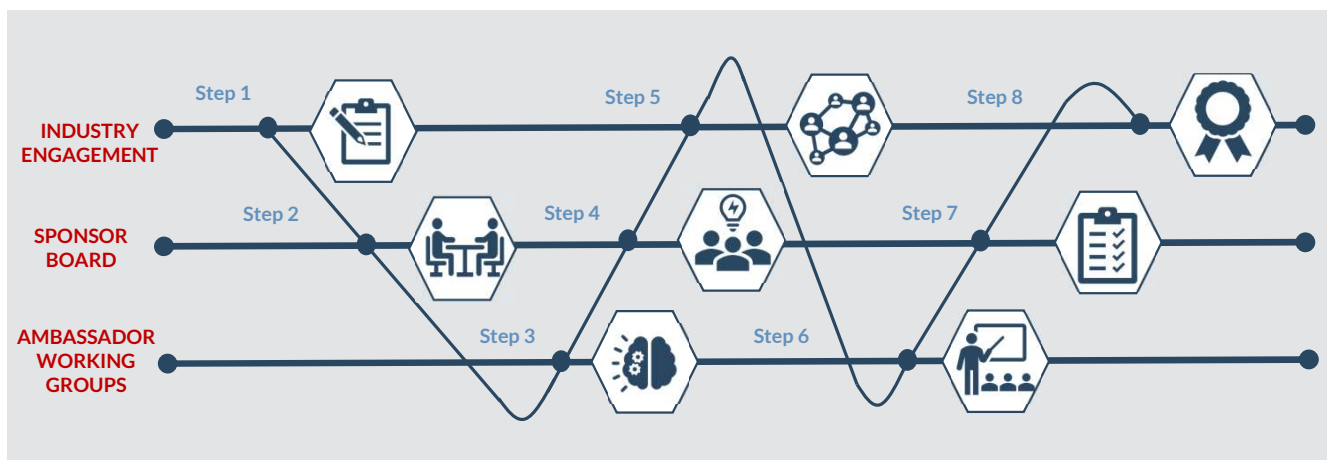 Step 1
Step 5
Step 8
INDUSTRY
ENGAGEMENT
Step 2
Step 4
Step 7
SPONSOR
BOARD
Step 3
Step 6
AMBASSADOR
WORKING
GROUPS